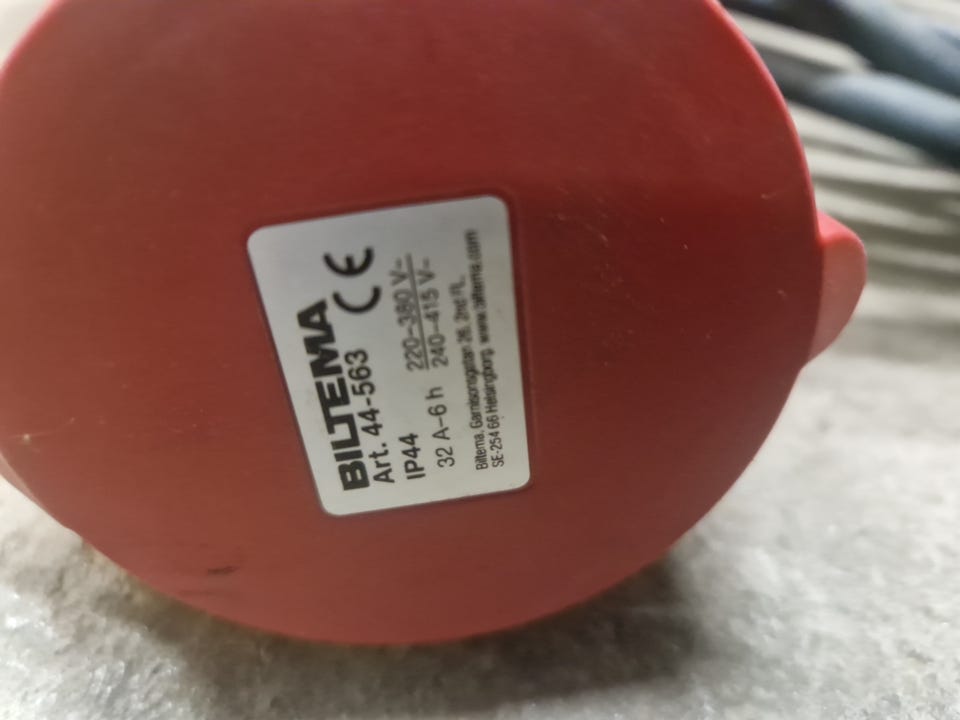 BILTEMA CE
Art. 44-563
IP44 220-380 V~
32 A-6 h 240-415 V~
Biltema, Garnisonsgatan 26, 2nd FL.
SE-254 66 Helsingborg, www.biltema.com